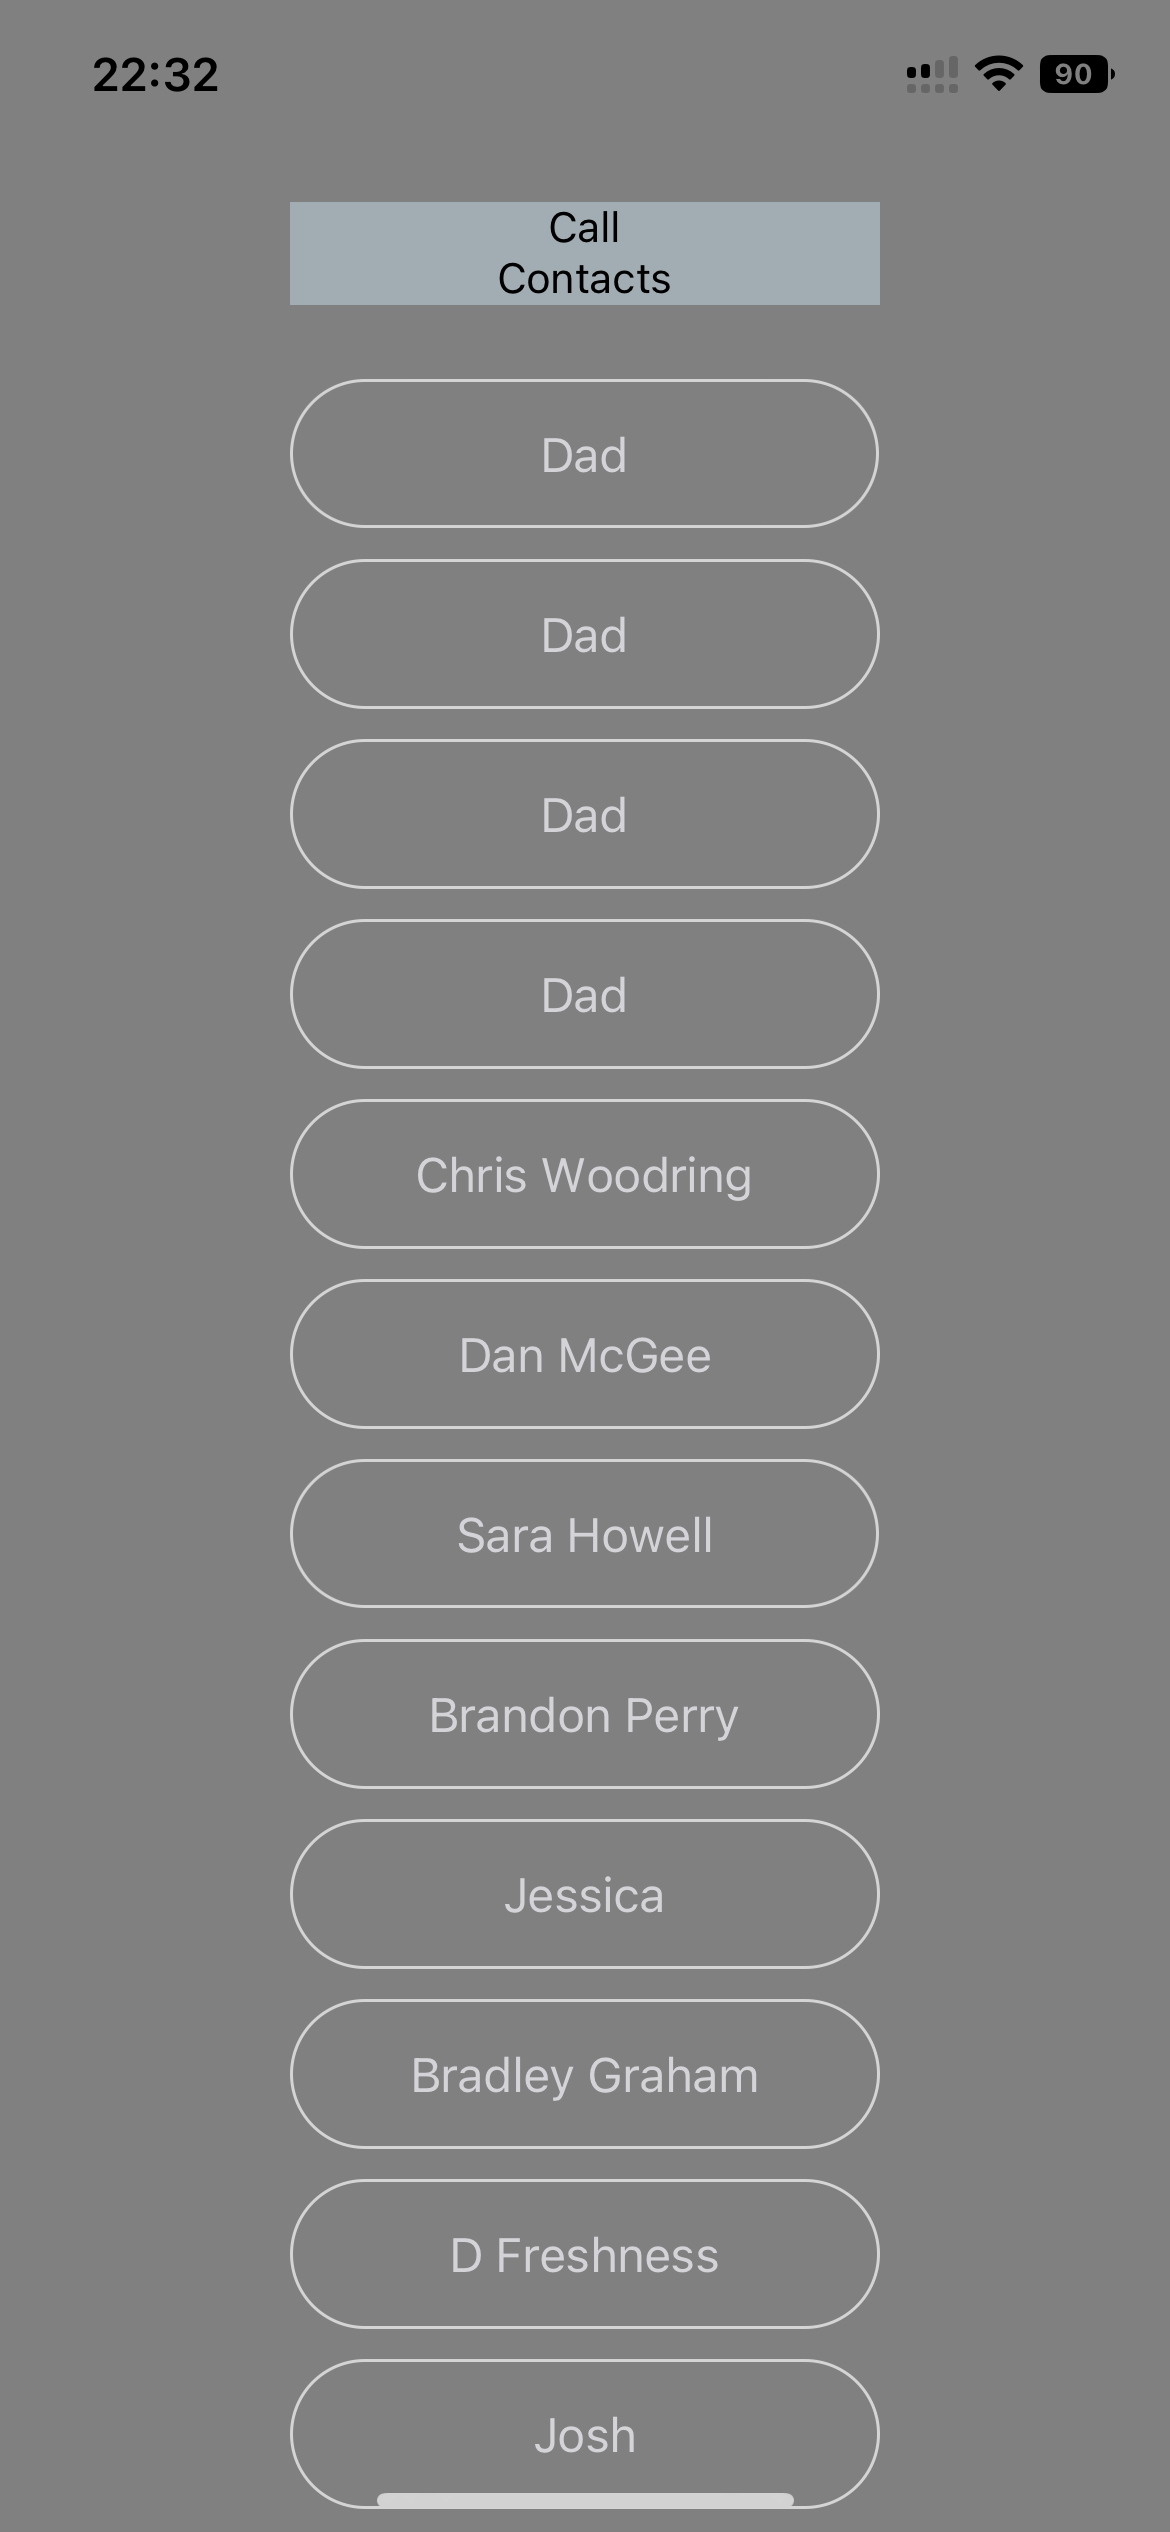 22:32
90
Call
Contacts
Dad
Dad
Dad
Dad
Chris Woodring
Dan McGee
Sara Howell
Brandon Perry
Jessica
Bradley Graham
D Freshness
Josh